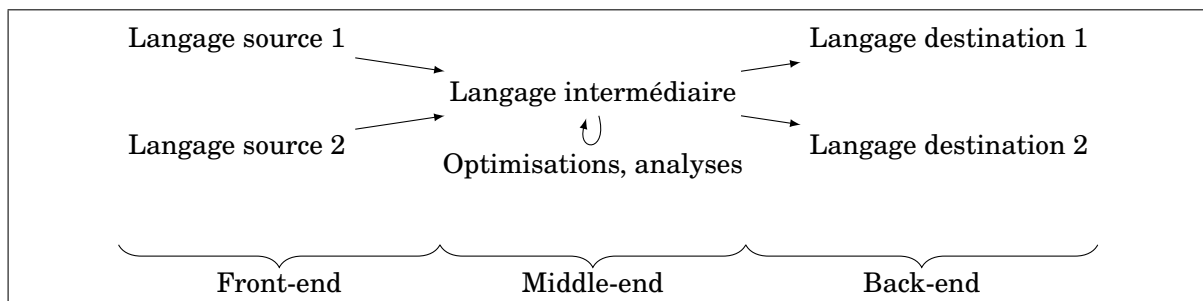 Langage source 1
Langage destination 1
Langage intermédiaire
Langage source 2
Langage destination 2
Optimisations, analyses
Front-end
Middle-end
Back-end